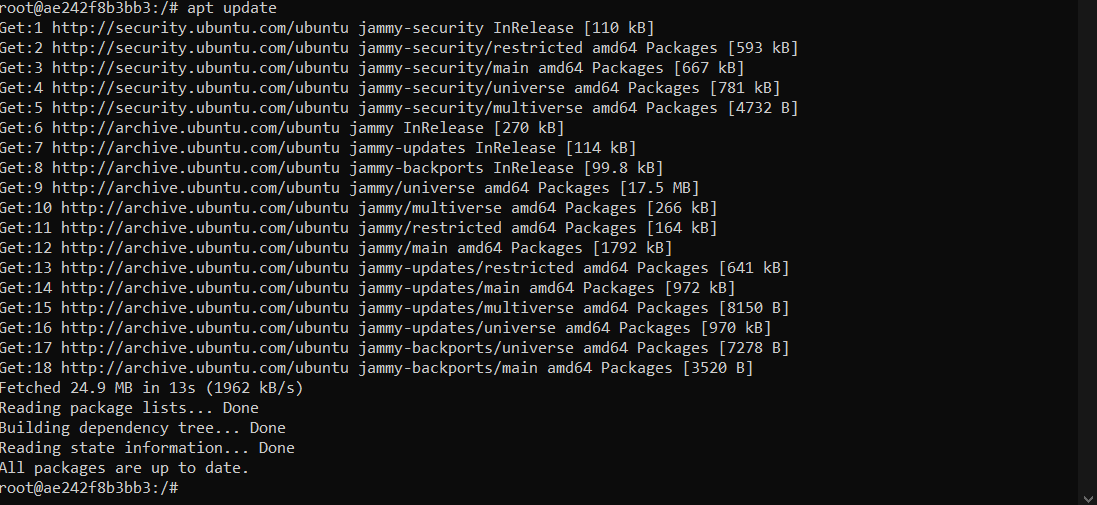 root@ae242f8b3bb3:/# apt update
Get:1 http://security.ubuntu.com/ubuntu jammy-security InRelease [110 kB]
Get:2 http://security.ubuntu.com/ubuntu jammy-security/restricted amd64 Packages [593 kB]
Get:3 http://security.ubuntu.com/ubuntu jammy-security/main amd64 Packages [667 kB]
Get:4 http://security.ubuntu.com/ubuntu jammy-security/universe amd64 Packages [781 kB]
Get:5 http://security.ubuntu.com/ubuntu jammy-security/multiverse amd64 Packages [4732 B]
Get:6 http://archive.ubuntu.com/ubuntu jammy InRelease [270 kB]
Get:7 http://archive.ubuntu.com/ubuntu jammy-updates InRelease [114 kB]
Get:8 http://archive.ubuntu.com/ubuntu jammy-backports InRelease [99.8 kB]
Get:9 http://archive.ubuntu.com/ubuntu jammy/universe amd64 Packages [17.5 MB]
Get:10 http://archive.ubuntu.com/ubuntu jammy/multiverse amd64 Packages [266 kB]
Get:11 http://archive.ubuntu.com/ubuntu jammy/restricted amd64 Packages [164 kB]
Get:12 http://archive.ubuntu.com/ubuntu jammy/main amd64 Packages [1792 kB]
Get:13 http://archive.ubuntu.com/ubuntu jammy-updates/restricted amd64 Packages [641 kB]
Get:14 http://archive.ubuntu.com/ubuntu jammy-updates/main amd64 Packages [972 kB]
Get:15 http://archive.ubuntu.com/ubuntu jammy-updates/multiverse amd64 Packages [8150 B]
Get:16 http://archive.ubuntu.com/ubuntu jammy-updates/universe amd64 Packages [970 kB]
Get:17 http://archive.ubuntu.com/ubuntu jammy-backports/universe amd64 Packages [7278 B]
Get:18 http://archive.ubuntu.com/ubuntu jammy-backports/main amd64 Packages [3520 B]
Fetched 24.9 MB in 13s (1962 kB/s)
Reading package lists... Done
Building dependency tree... Done
Reading state information... Done
All packages are up to date.
root@ae242f8b3bb3:/#